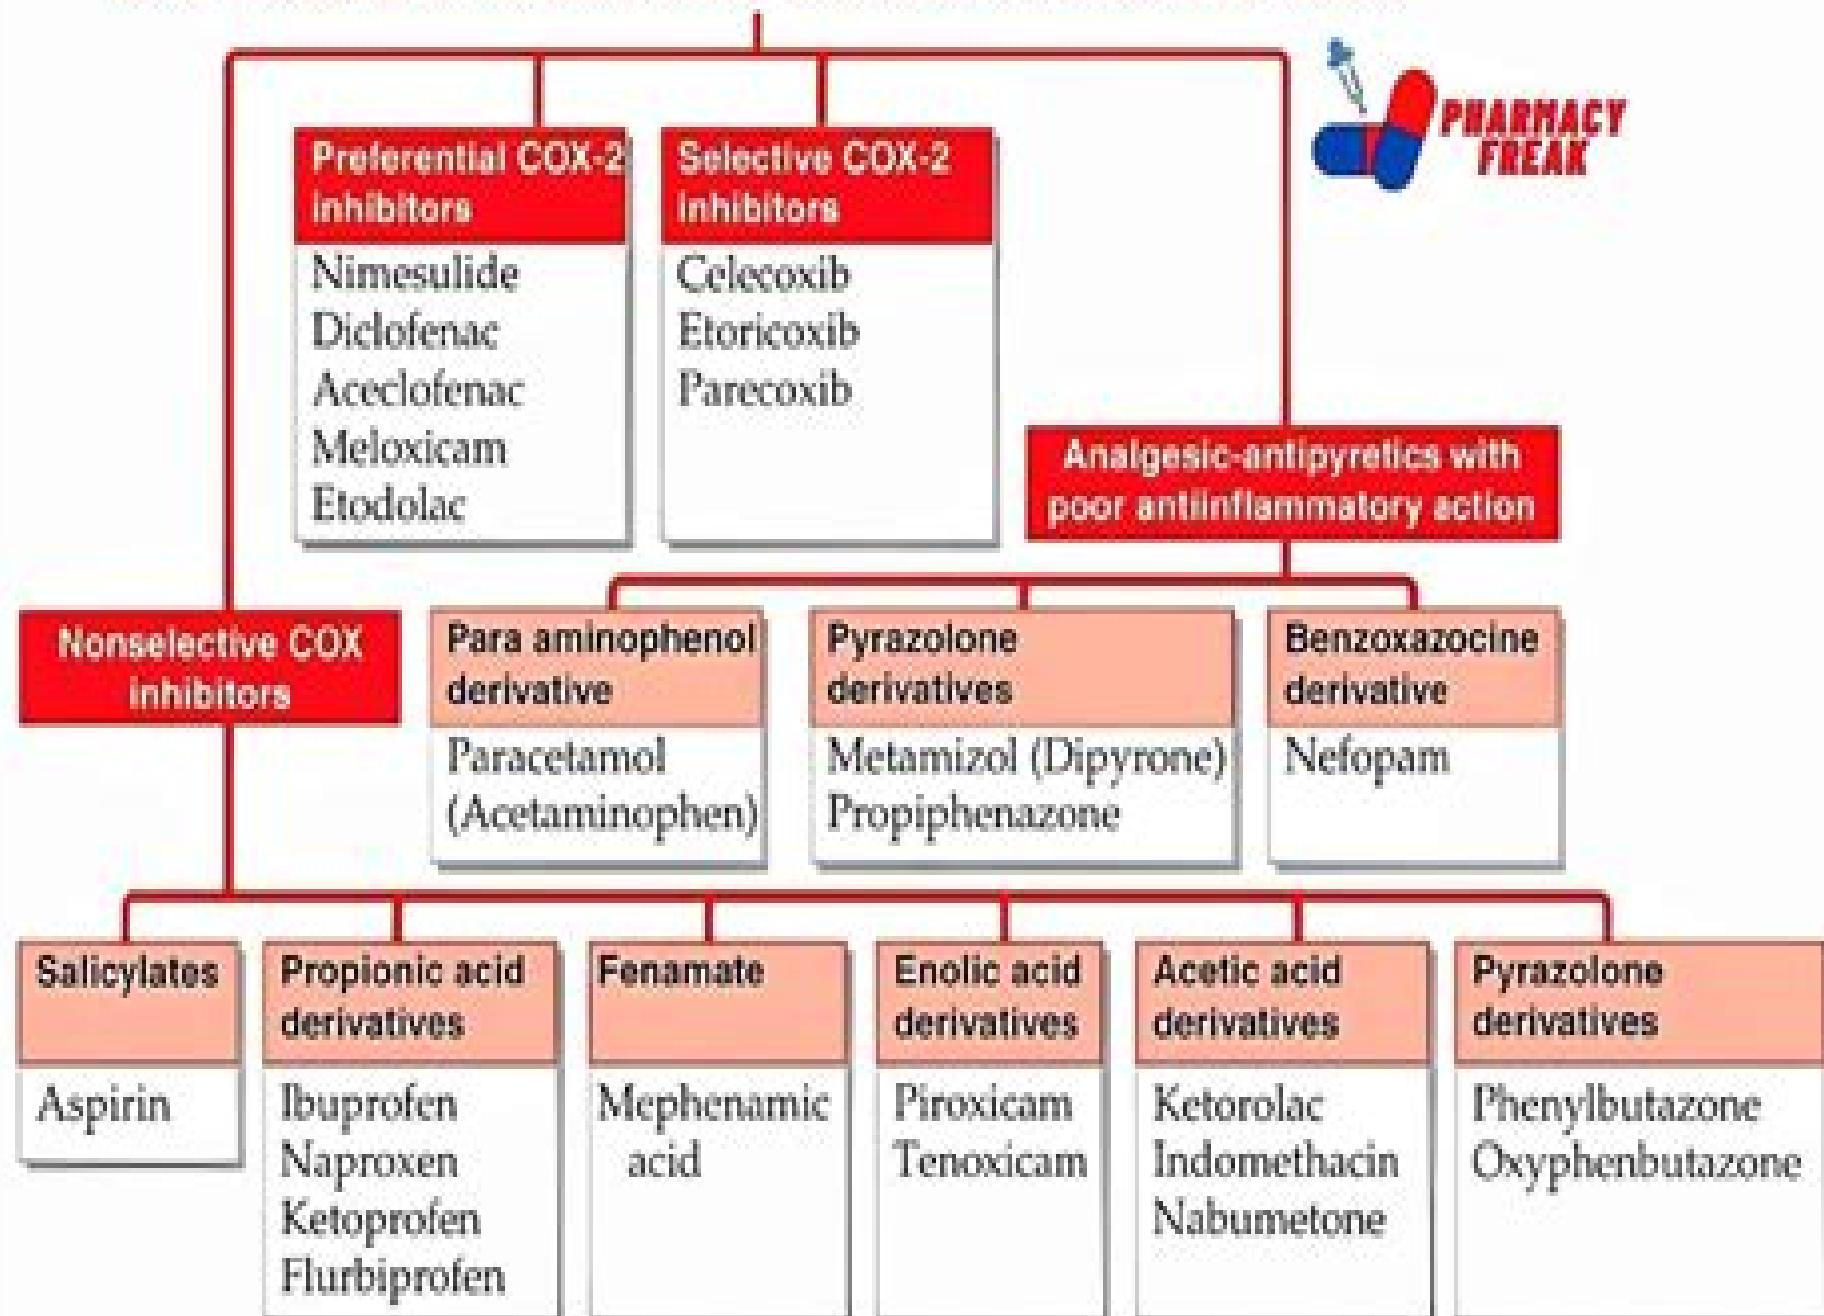 PHARMACY
FREAK
Preferential COX-2
inhibitors
Nimesulide
Diclofenac
Aceclofenac
Meloxicam
Etodolac
Selective COX-2
inhibitors
Celecoxib
Etoricoxib
Parecoxib
Analgesic-antipyretics with
poor antiinflammatory action
Nonselective COX
inhibitors
Para aminophenol
derivative
Paracetamol
(Acetaminophen)
Pyrazolone
derivatives
Metamizol (Dipyrone)
Propiphenazone
Benzoxazocine
derivative
Nefopam
Salicylates
Aspirin
Propionic acid
derivatives
Ibuprofen
Naproxen
Ketoprofen
Flurbiprofen
Fenamate
Mephenamic
acid
Enolic acid
derivatives
Piroxicam
Tenoxicam
Acetic acid
derivatives
Ketorolac
Indomethacin
Nabumetone
Pyrazolone
derivatives
Phenylbutazone
Oxyphenbutazone